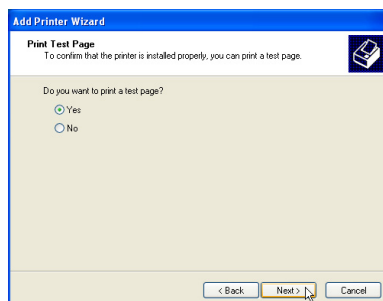 Add Printer Wizard
Print Test Page
To confirm that the printer is installed properly, you can print a test page.
Do you want to print a test page?
Yes
No
< Back Next > Cancel